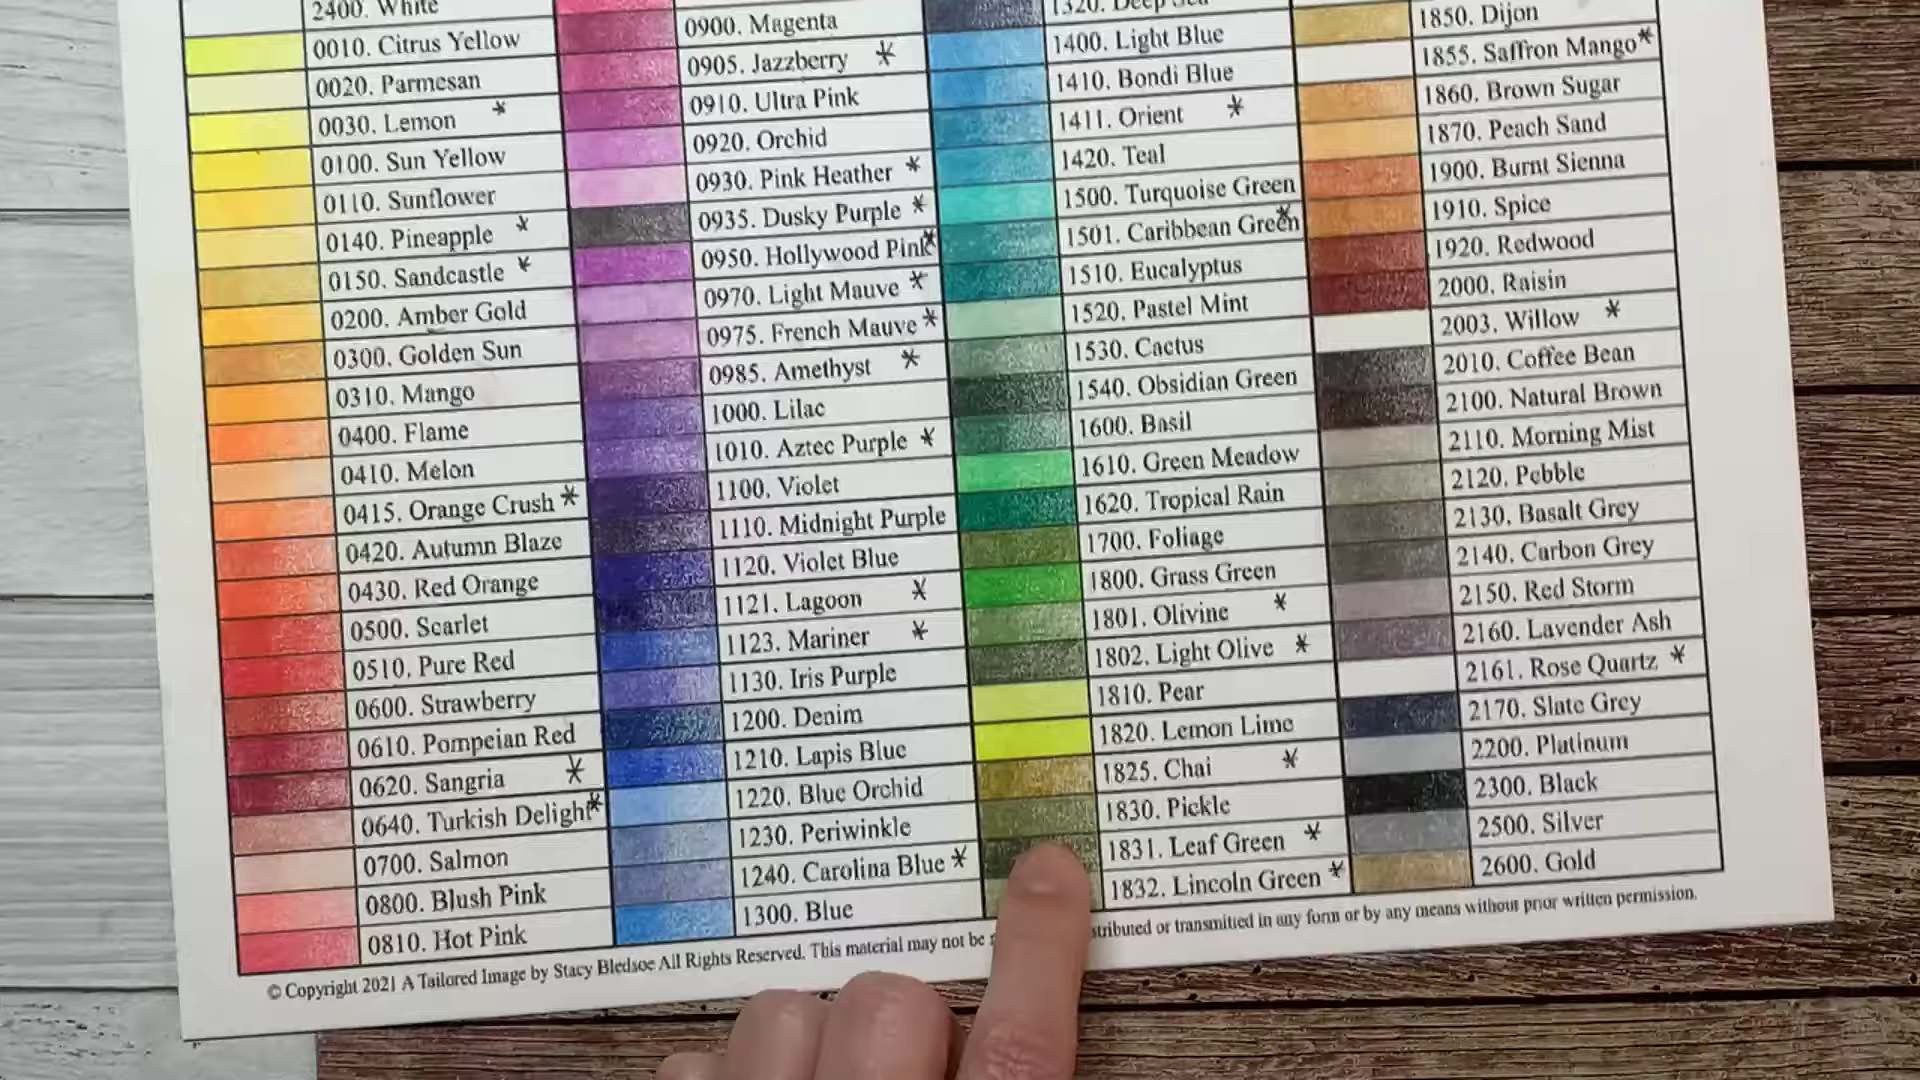 2400. White
0010. Citrus Yellow
0020. Parmesan
0030. Lemon *
0100. Sun Yellow
0110. Sunflower
0140. Pineapple *
0150. Sandcastle *
0200. Amber Gold
0300. Golden Sun
0310. Mango
0400. Flame
0410. Melon
0415. Orange Crush *
0420. Autumn Blaze
0430. Red Orange
0500. Scarlet
0510. Pure Red
0600. Strawberry
0610. Pompeian Red
0620. Sangria *
0640. Turkish Delight *
0700. Salmon
0800. Blush Pink
0810. Hot Pink
0900. Magenta
0905. Jazzberry *
0910. Ultra Pink
0920. Orchid
0930. Pink Heather *
0935. Dusky Purple *
0950. Hollywood Pink *
0970. Light Mauve *
0975. French Mauve *
0985. Amethyst *
1000. Lilac
1010. Aztec Purple *
1100. Violet
1110. Midnight Purple
1120. Violet Blue
1121. Lagoon *
1123. Mariner *
1130. Iris Purple
1200. Denim
1210. Lapis Blue
1220. Blue Orchid
1230. Periwinkle
1240. Carolina Blue *
1300. Blue
1320. Deep Sea
1400. Light Blue
1410. Bondi Blue
1411. Orient *
1420. Teal
1500. Turquoise Green
1501. Caribbean Green *
1510. Eucalyptus
1520. Pastel Mint
1530. Cactus
1540. Obsidian Green
1600. Basil
1610. Green Meadow
1620. Tropical Rain
1700. Foliage
1800. Grass Green
1801. Olivine *
1802. Light Olive *
1810. Pear
1820. Lemon Lime
1825. Chai *
1830. Pickle
1831. Leaf Green *
1832. Lincoln Green *
1850. Dijon
1855. Saffron Mango *
1860. Brown Sugar
1870. Peach Sand
1900. Burnt Sienna
1910. Spice
1920. Redwood
2000. Raisin
2003. Willow *
2010. Coffee Bean
2100. Natural Brown
2110. Morning Mist
2120. Pebble
2130. Basalt Grey
2140. Carbon Grey
2150. Red Storm
2160. Lavender Ash
2161. Rose Quartz *
2170. Slate Grey
2200. Platinum
2300. Black
2500. Silver
2600. Gold
© Copyright 2021 A Tailored Image by Stacy Bledsoe All Rights Reserved. This material may not be stributed or transmitted in any form or by any means without prior written permission.